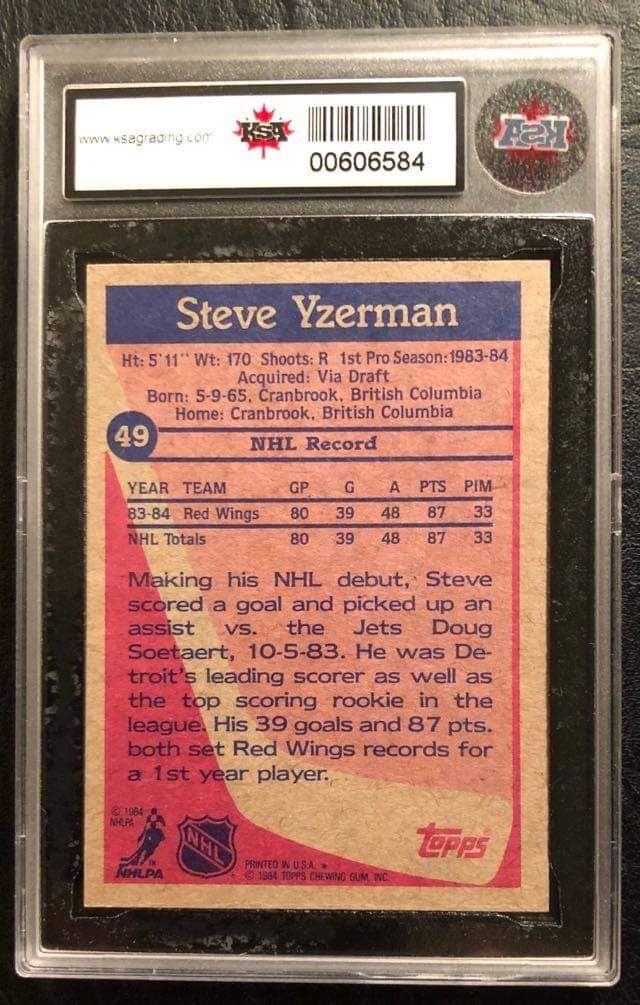 www.ksagrading.com
KSA
00606584
KSA
Steve Yzerman
Ht: 5'11" Wt: 170 Shoots: R 1st Pro Season: 1983-84
Acquired: Via Draft
Born: 5-9-65, Cranbrook, British Columbia
Home: Cranbrook, British Columbia
49
NHL Record
YEAR TEAM GP G A PTS PIM
83-84 Red Wings 80 39 48 87 33
NHL Totals 80 39 48 87 33
Making his NHL debut, Steve
scored a goal and picked up an
assist vs. the Jets Doug
Soetaert, 10-5-83. He was De-
troit's leading scorer as well as
the top scoring rookie in the
league. His 39 goals and 87 pts.
both set Red Wings records for
a 1st year player.
© 1984
NHLPA
NHLPA
NHL
topps
PRINTED IN U.S.A. *
© 1984 TOPPS CHEWING GUM, INC.